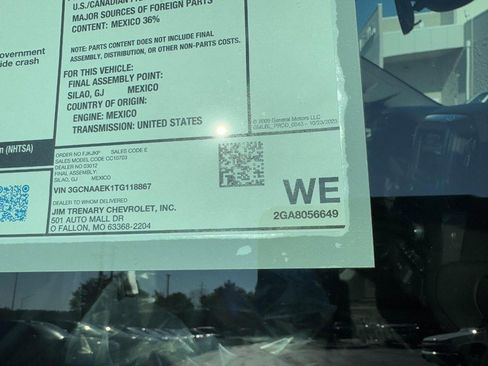 U.S./CANADIAN
MAJOR SOURCES OF FOREIGN PARTS
CONTENT: MEXICO 36%
NOTE: PARTS CONTENT DOES NOT INCLUDE FINAL
ASSEMBLY, DISTRIBUTION, OR OTHER NON-PARTS COSTS.
FOR THIS VEHICLE:
FINAL ASSEMBLY POINT:
SILAO, GJ MEXICO
COUNTRY OF ORIGIN:
ENGINE: MEXICO
TRANSMISSION: UNITED STATES
overnment
ide crash
n (NHTSA)
General Motors LLC
ORDER NO FJKJKP SALES CODE E
SALES MODEL CODE CC10703
DEALER NO 03012
FINAL ASSEMBLY:
SILAO, GJ MEXICO
VIN 3GCNAAEK1TG118867
DEALER TO WHOM DELIVERED
JIM TRENARY CHEVROLET, INC.
501 AUTO MALL DR
O FALLON, MO 63368-2204
WE
2GA8056649